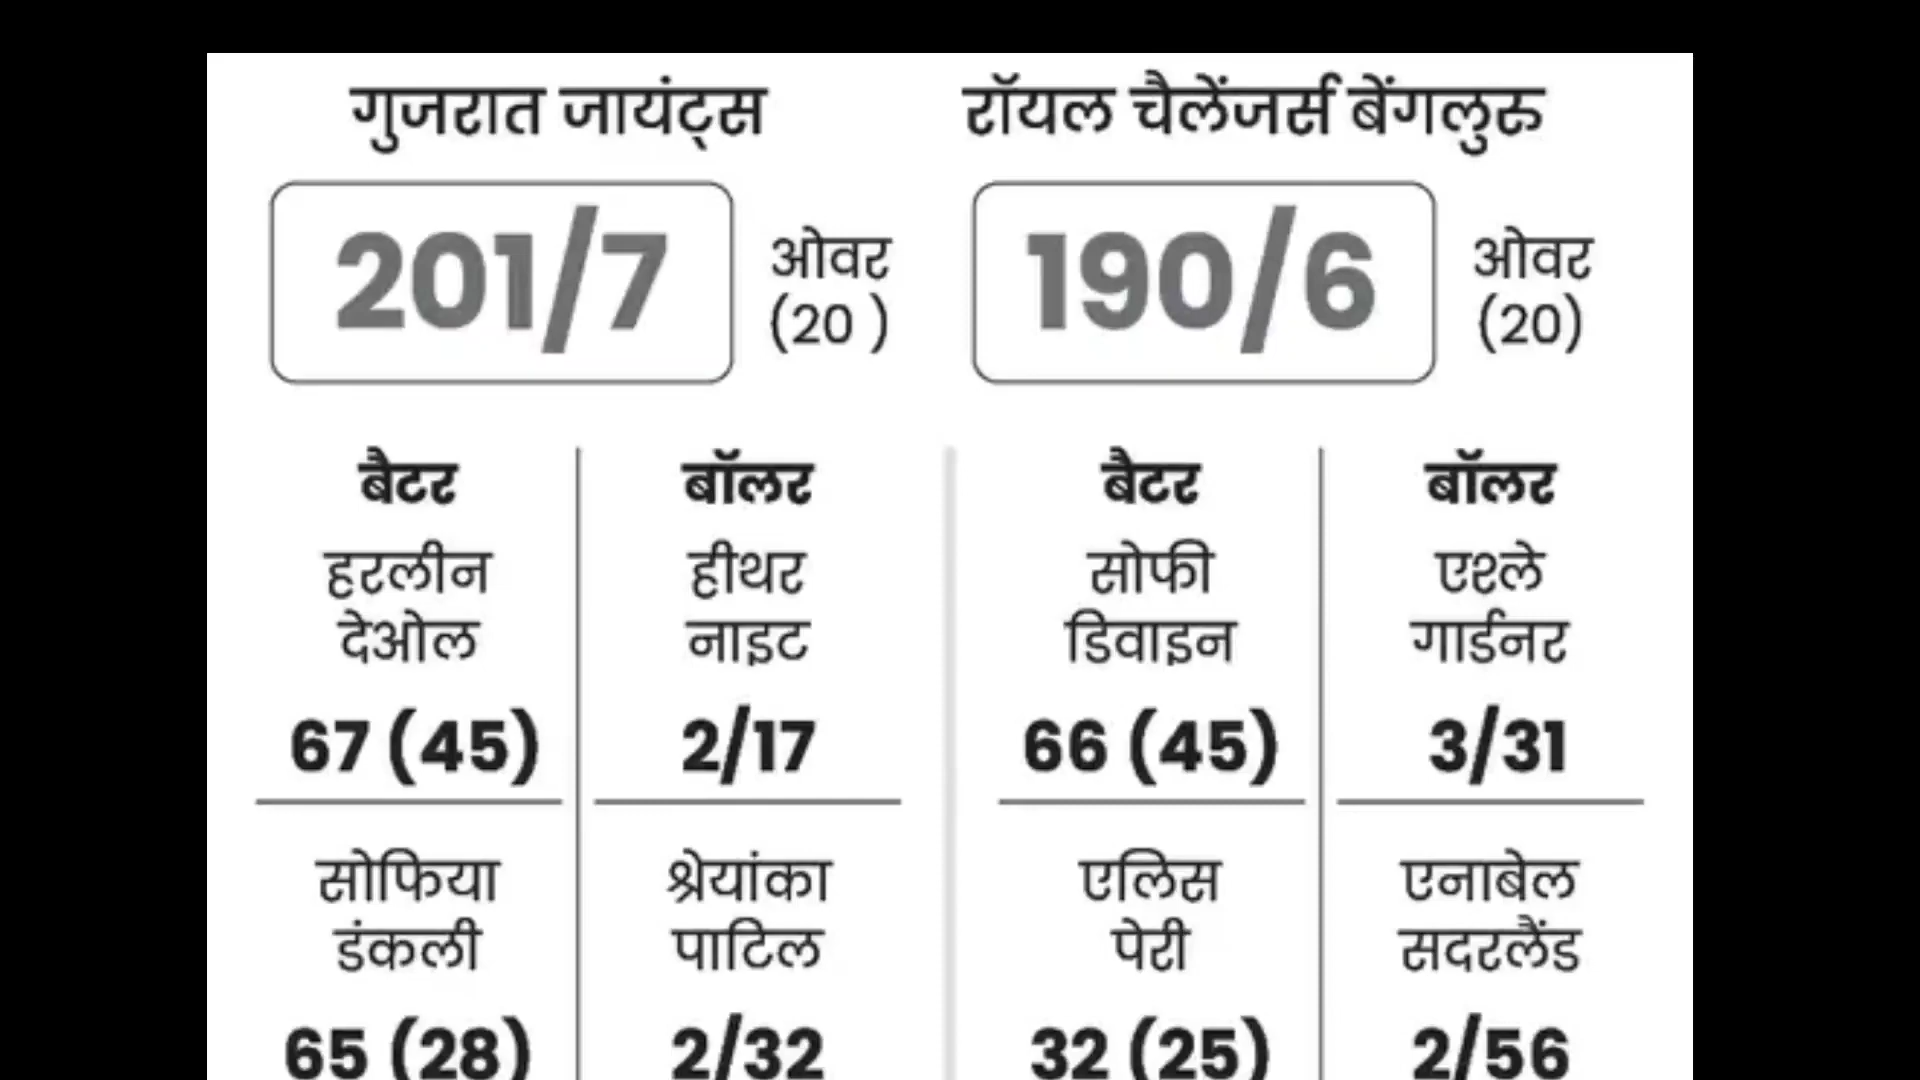 गुजरात जायंट्स
201/7
ओवर
(20 )
बैटर
बॉलर
हरलीन
देओल
67 (45)
हीथर
नाइट
2/17
सोफिया
डंकली
65 (28)
श्रेयांका
पाटिल
2/32
रॉयल चैलेंजर्स बेंगलुरु
190/6
ओवर
(20)
बैटर
बॉलर
सोफी
डिवाइन
66 (45)
एश्ले
गार्डनर
3/31
एलिस
पेरी
32 (25)
एनाबेल
सदरलैंड
2/56